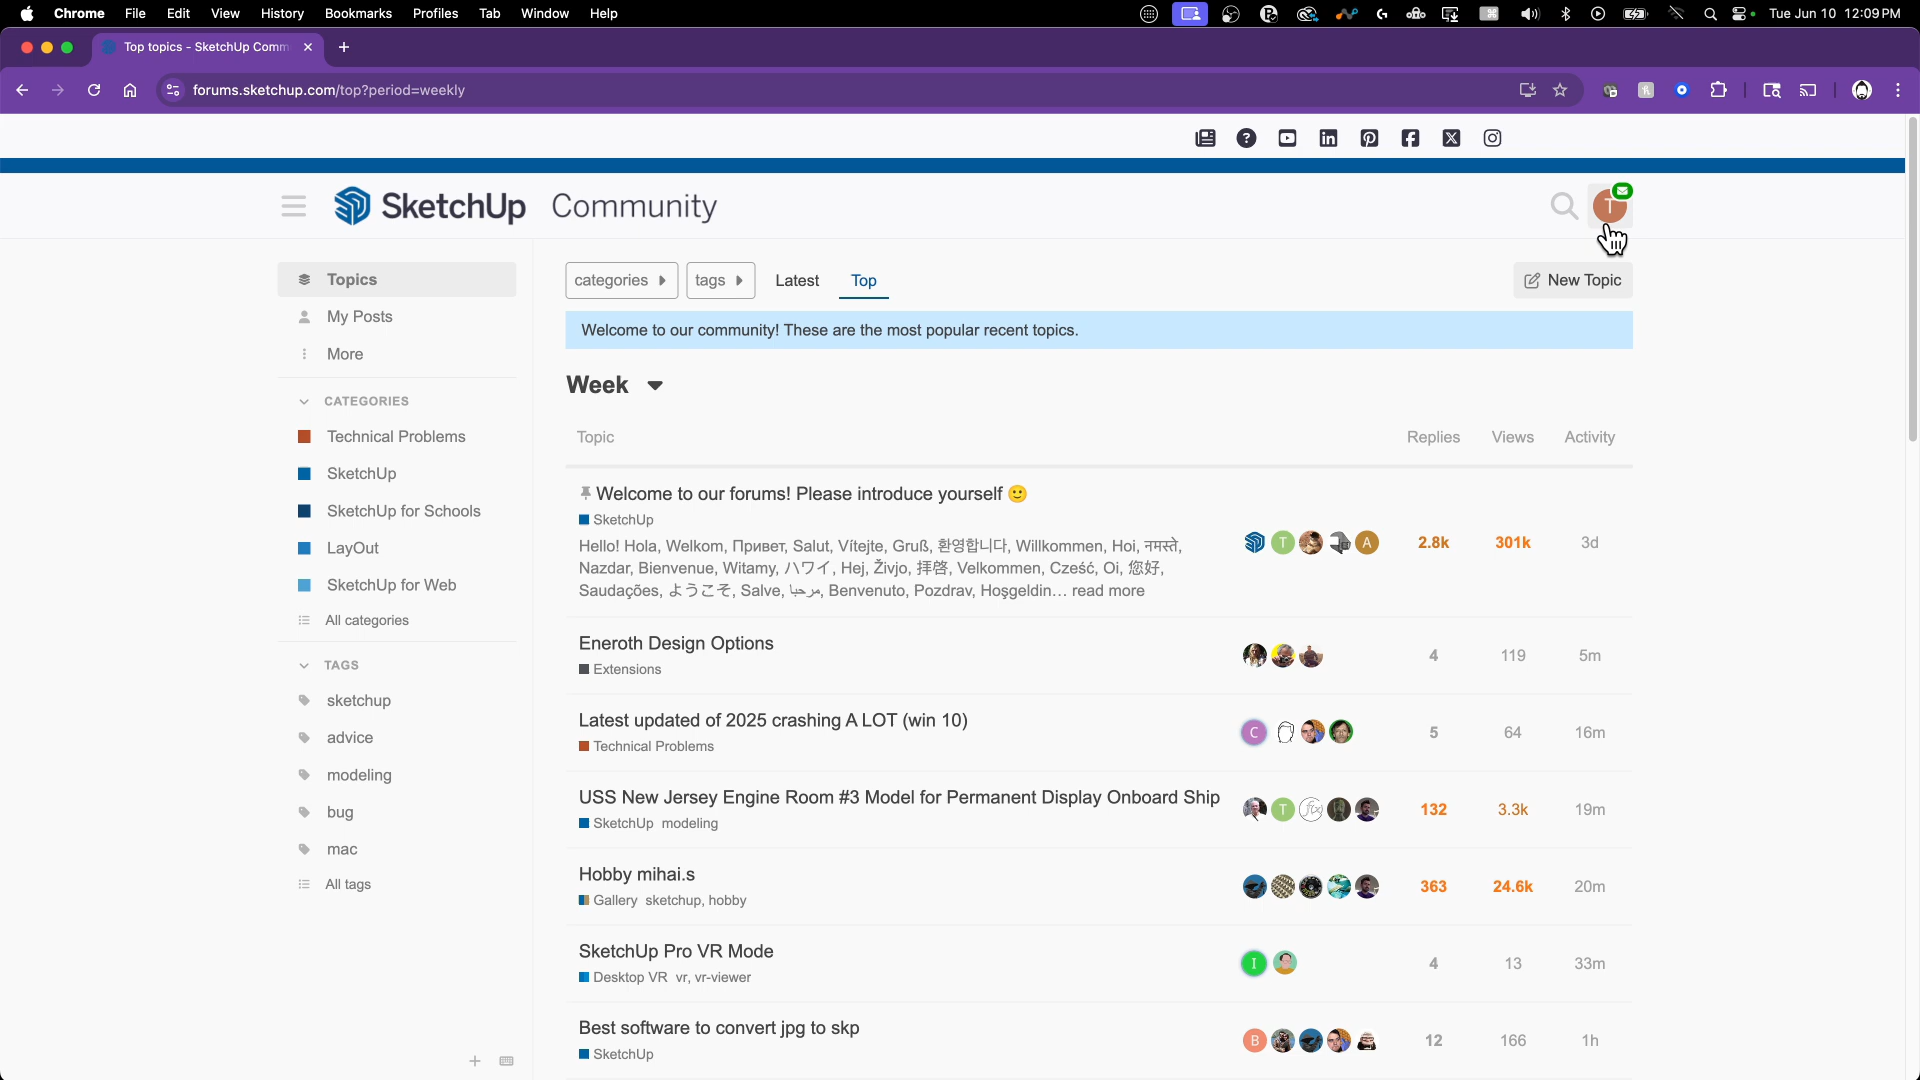 Chrome File Edit View History Bookmarks Profiles Tab Window Help Tue Jun 10 12:09 PM
Top topics - SketchUp Comm
forums.sketchup.com/top?period=weekly
SketchUp Community
T
Topics
My Posts
More
CATEGORIES
Technical Problems
SketchUp
SketchUp for Schools
LayOut
SketchUp for Web
All categories
TAGS
sketchup
advice
modeling
bug
mac
All tags
categories tags Latest Top New Topic
Welcome to our community! These are the most popular recent topics.
Week
Topic Replies Views Activity
Welcome to our forums! Please introduce yourself 🙂
SketchUp
Hello! Hola, Welkom, Привет, Salut, Vítejte, Gruß, 환영합니다, Willkommen, Hoi, नमस्ते,
Nazdar, Bienvenue, Witamy, ハワイ, Hej, Živjo, 拝啓, Velkommen, Cześć, Oi, 您好,
Saudações, ようこそ, Salve, مرحبا, Benvenuto, Pozdrav, Hoşgeldin… read more
T A 2.8k 301k 3d
Eneroth Design Options
Extensions
4 119 5m
Latest updated of 2025 crashing A LOT (win 10)
Technical Problems
C 5 64 16m
USS New Jersey Engine Room #3 Model for Permanent Display Onboard Ship
SketchUp modeling
T f(x) 132 3.3k 19m
Hobby mihai.s
Gallery sketchup, hobby
363 24.6k 20m
SketchUp Pro VR Mode
Desktop VR vr, vr-viewer
I 4 13 33m
Best software to convert jpg to skp
SketchUp
B 12 166 1h